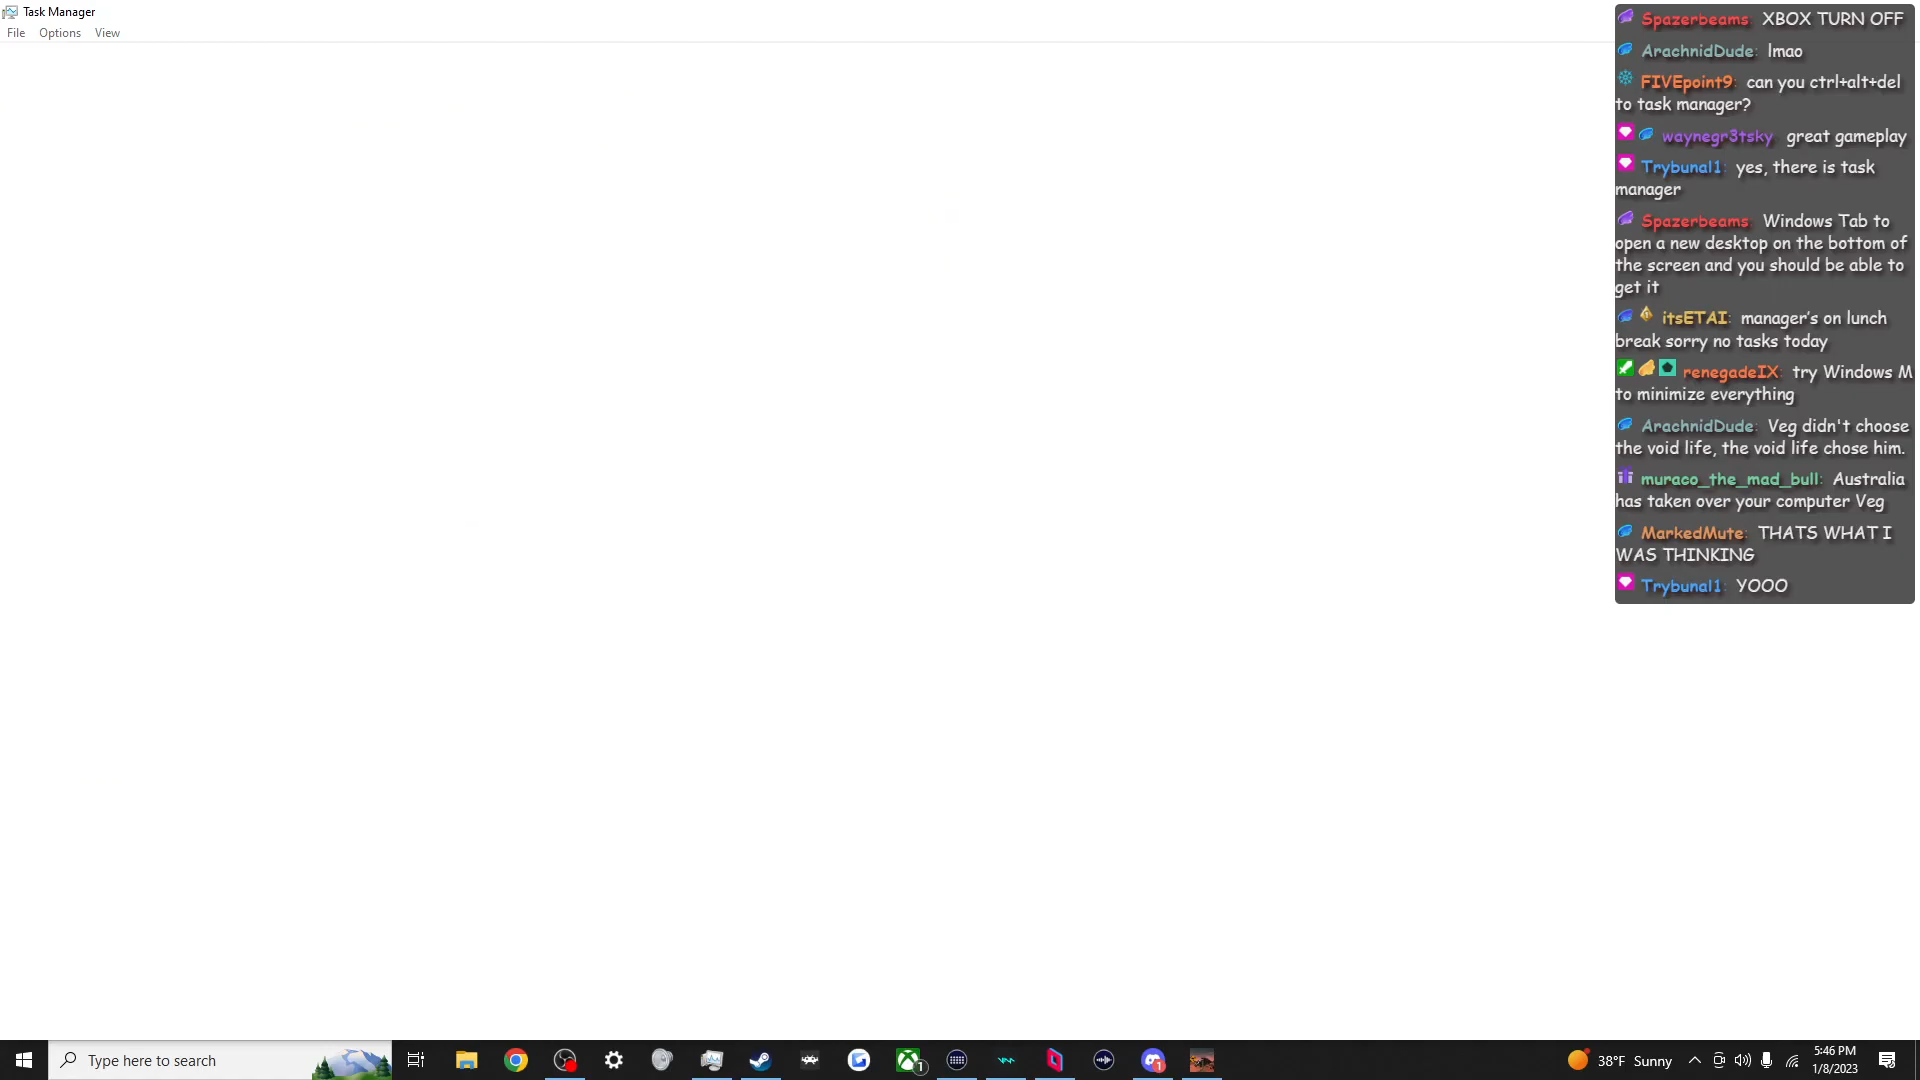 Task Manager
File Options View
Spazerbeams: XBOX TURN OFF
ArachnidDude: lmao
FIVEpoint9: can you ctrl+alt+del
to task manager?
waynegr3tsky: great gameplay
Trybunal1: yes, there is task
manager
Spazerbeams: Windows Tab to
open a new desktop on the bottom of
the screen and you should be able to
get it
itsETAI: manager's on lunch
break sorry no tasks today
renegadeIX: try Windows M
to minimize everything
ArachnidDude: Veg didn't choose
the void life, the void life chose him.
muraco_the_mad_bull: Australia
has taken over your computer Veg
MarkedMute: THATS WHAT I
WAS THINKING
Trybunal1: YOOO
Type here to search
1
1
38°F Sunny
5:46 PM
1/8/2023